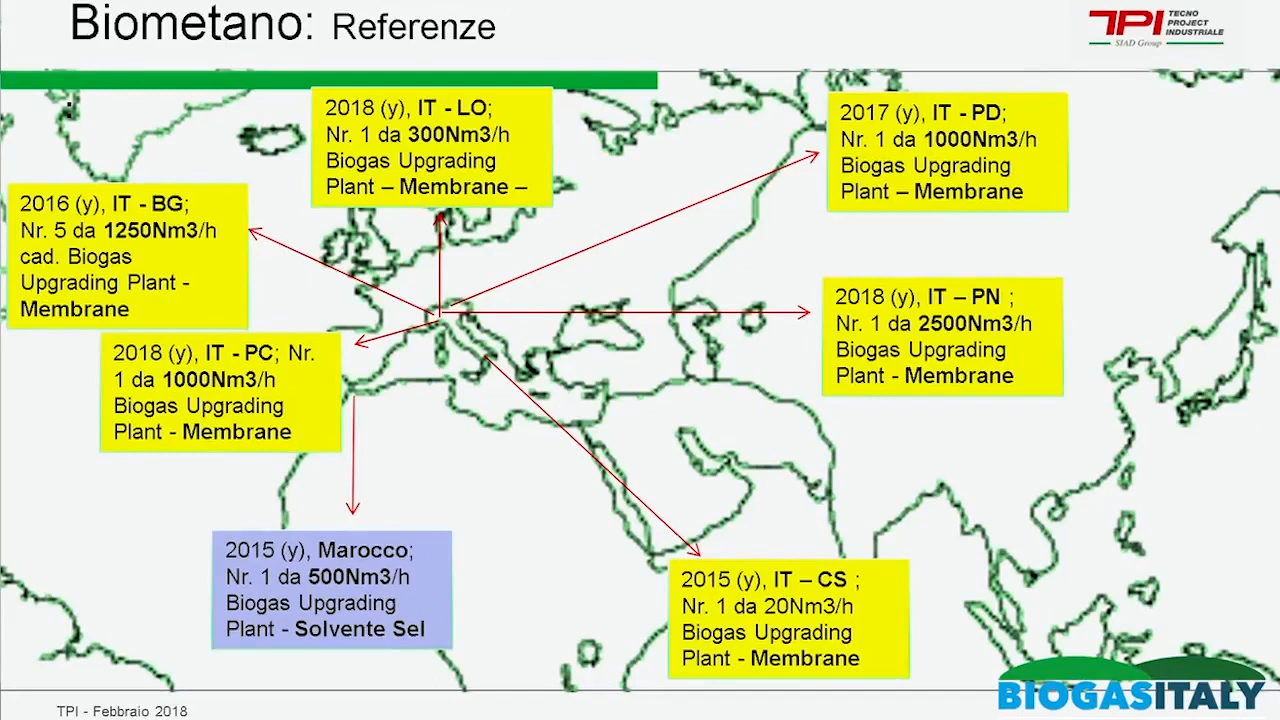 Biometano: Referenze
TPI TECNO
PROJECT
INDUSTRIALE
SIAD Group
2018 (y), IT - LO;
Nr. 1 da 300Nm3/h
Biogas Upgrading
Plant – Membrane –
2017 (y), IT - PD;
Nr. 1 da 1000Nm3/h
Biogas Upgrading
Plant – Membrane
2016 (y), IT - BG;
Nr. 5 da 1250Nm3/h
cad. Biogas
Upgrading Plant -
Membrane
2018 (y), IT – PN ;
Nr. 1 da 2500Nm3/h
Biogas Upgrading
Plant - Membrane
2018 (y), IT - PC; Nr.
1 da 1000Nm3/h
Biogas Upgrading
Plant - Membrane
2015 (y), Marocco;
Nr. 1 da 500Nm3/h
Biogas Upgrading
Plant - Solvente Sel
2015 (y), IT – CS ;
Nr. 1 da 20Nm3/h
Biogas Upgrading
Plant - Membrane
BIOGASITALY
TPI - Febbraio 2018